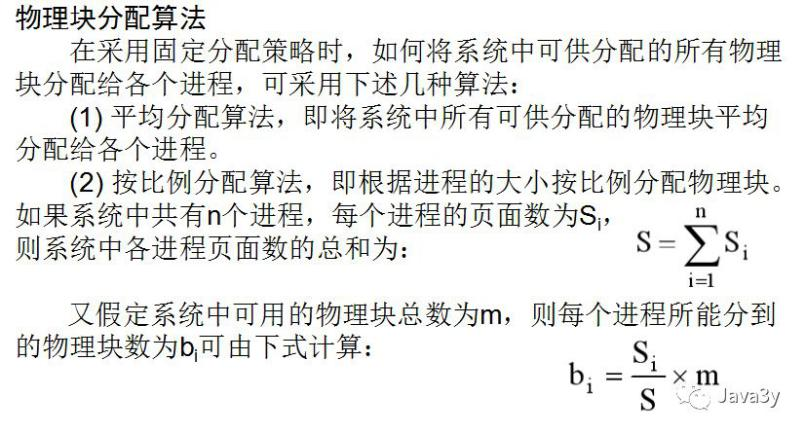 物理块分配算法
在采用固定分配策略时，如何将系统中可供分配的所有物理
块分配给各个进程，可采用下述几种算法：
(1) 平均分配算法，即将系统中所有可供分配的物理块平均
分配给各个进程。
(2) 按比例分配算法，即根据进程的大小按比例分配物理块。
如果系统中共有n个进程，每个进程的页面数为Si，
则系统中各进程页面数的总和为：
S = ∑_{i=1}^{n} Si
又假定系统中可用的物理块总数为m，则每个进程所能分到
的物理块数为bi可由下式计算：
bi = Si/S × m
Java3y